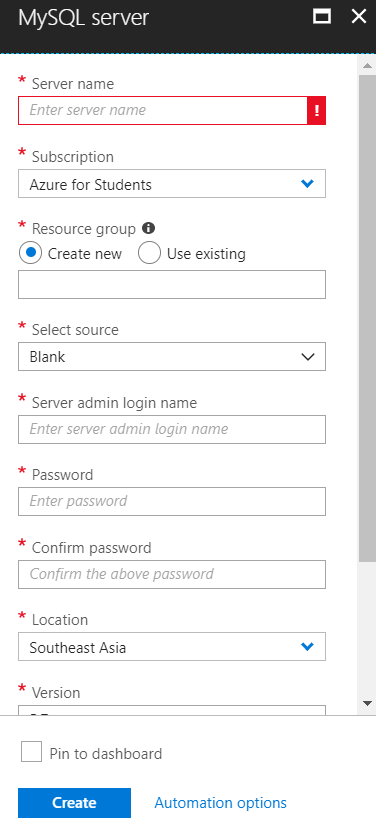 MySQL server
* Server name
Enter server name
!
* Subscription
Azure for Students
* Resource group
Create new Use existing
* Select source
Blank
* Server admin login name
Enter server admin login name
* Password
Enter password
* Confirm password
Confirm the above password
* Location
Southeast Asia
* Version
Pin to dashboard
Create Automation options